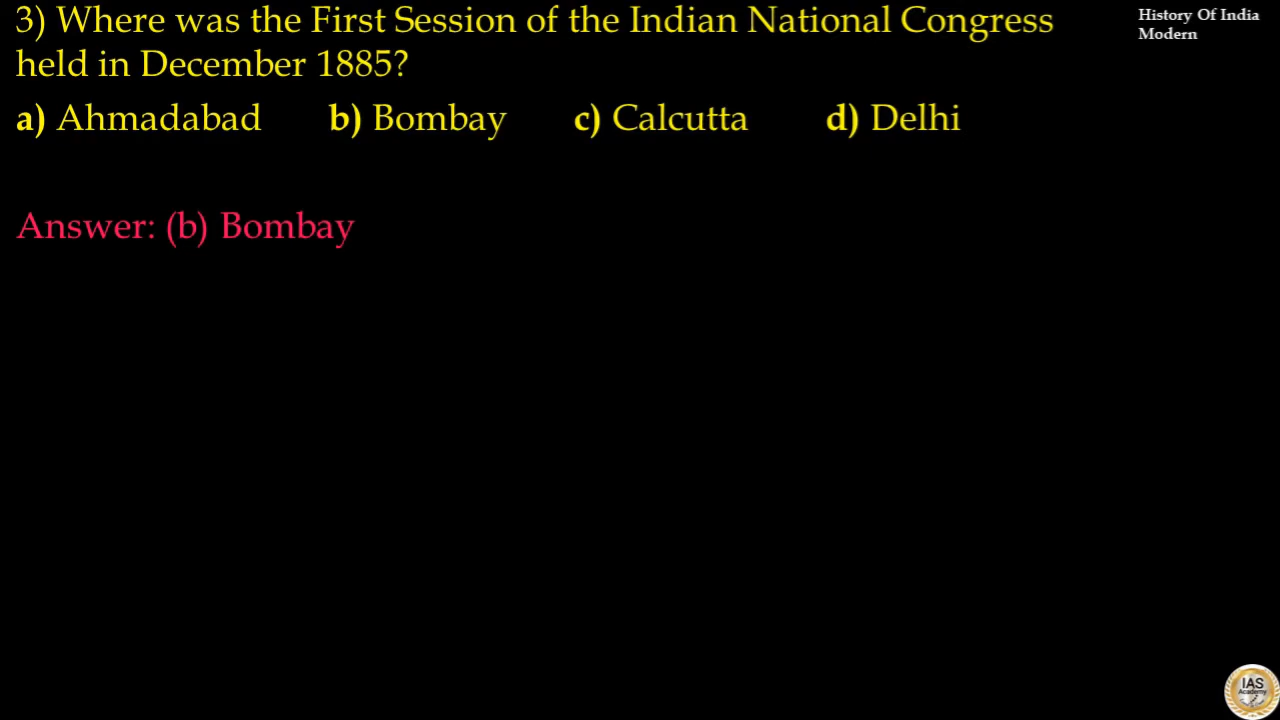 3) Where was the First Session of the Indian National Congress
held in December 1885?
a) Ahmadabad b) Bombay c) Calcutta d) Delhi
Answer: (b) Bombay
History Of India
Modern
IAS
Academy